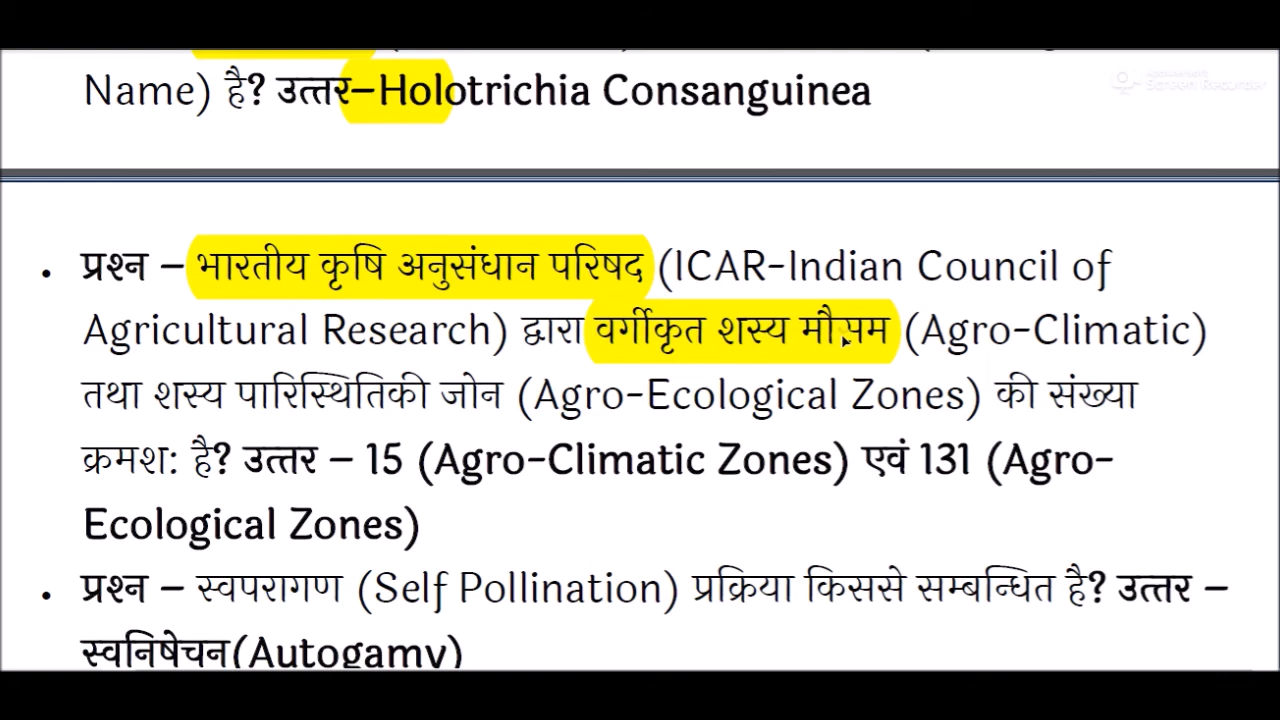 Name) है? उत्तर–Holotrichia Consanguinea
Screen Recorder
• प्रश्न – भारतीय कृषि अनुसंधान परिषद (ICAR-Indian Council of
Agricultural Research) द्वारा वर्गीकृत शस्य मौसम (Agro-Climatic)
तथा शस्य पारिस्थितिकी जोन (Agro-Ecological Zones) की संख्या
क्रमश: है? उत्तर – 15 (Agro-Climatic Zones) एवं 131 (Agro-
Ecological Zones)
• प्रश्न – स्वपरागण (Self Pollination) प्रक्रिया किससे सम्बन्धित है? उत्तर –
स्वनिषेचन(Autogamy)